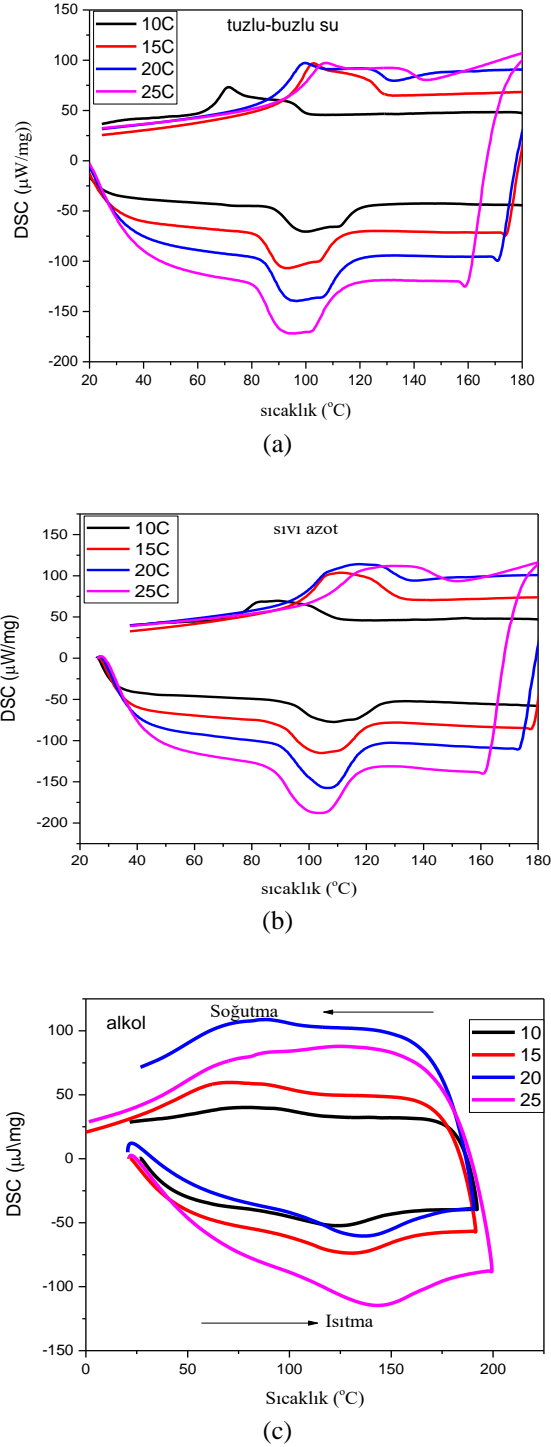 tuzlu-buzlu su
10C
15C
20C
25C
100
50
0
-50
-100
-150
-200
DSC (µW/mg))
20 40 60 80 100 120 140 160 180
sıcaklık (°C)
(a)
sıvı azot
10C
15C
20C
25C
150
100
50
0
-50
-100
-150
-200
DSC (µW/mg)
20 40 60 80 100 120 140 160 180
sıcaklık (°C)
(b)
alkol
Soğutma
10
15
20
25
100
50
0
-50
-100
-150
DSC (µJ\mg)
Isıtma
0 50 100 150 200
Sıcaklık (°C)
(c)